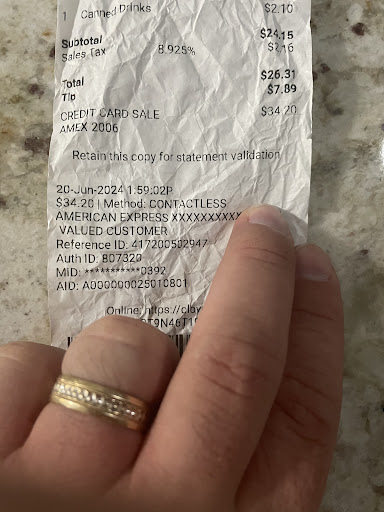 1 Canned Drinks $2.10
Subtotal $24.15
Sales Tax 8.925% $2.16
Total $26.31
Tip $7.89
CREDIT CARD SALE $34.20
AMEX 2006
Retain this copy for statement validation
20-Jun-2024 1:59:02P
$34.20 | Method: CONTACTLESS
AMERICAN EXPRESS XXXXXXXXXX
VALUED CUSTOMER
Reference ID: 417200502947
Auth ID: 807320
MID: ***********0392
AID: A000000025010801
Online: https://clov